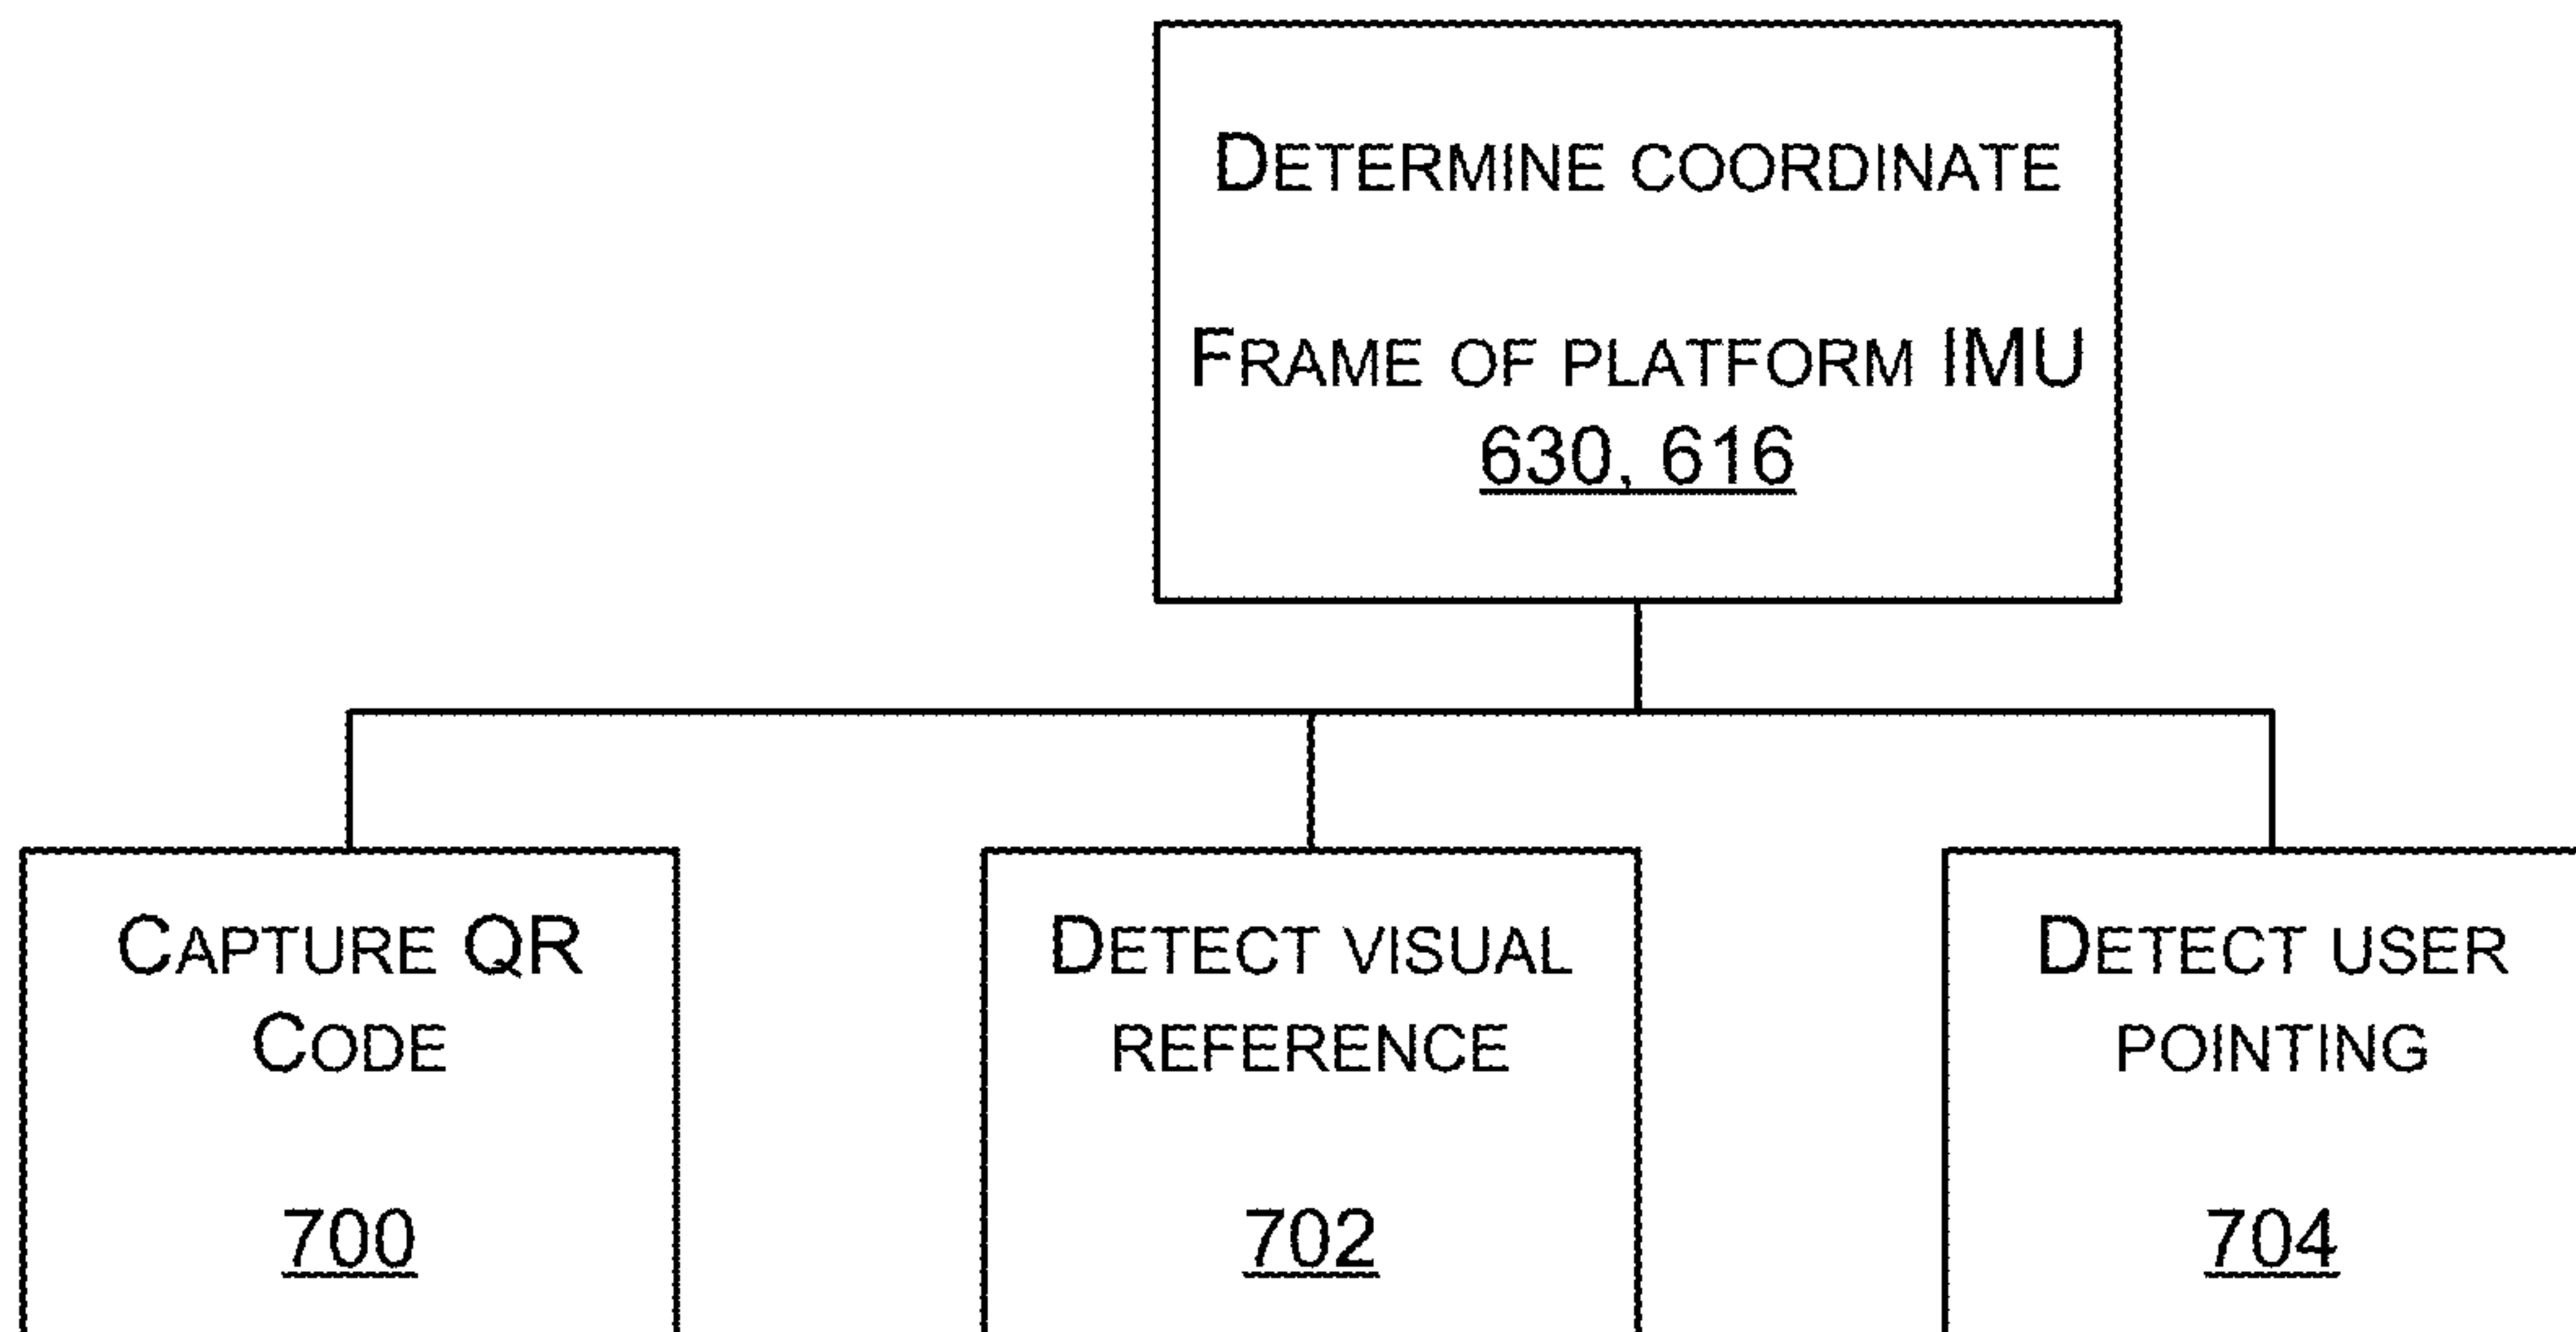 DETERMINE COORDINATE
FRAME OF PLATFORM IMU
630, 616
CAPTURE QR
CODE
700
DETECT VISUAL
REFERENCE
702
DETECT USER
POINTING
704